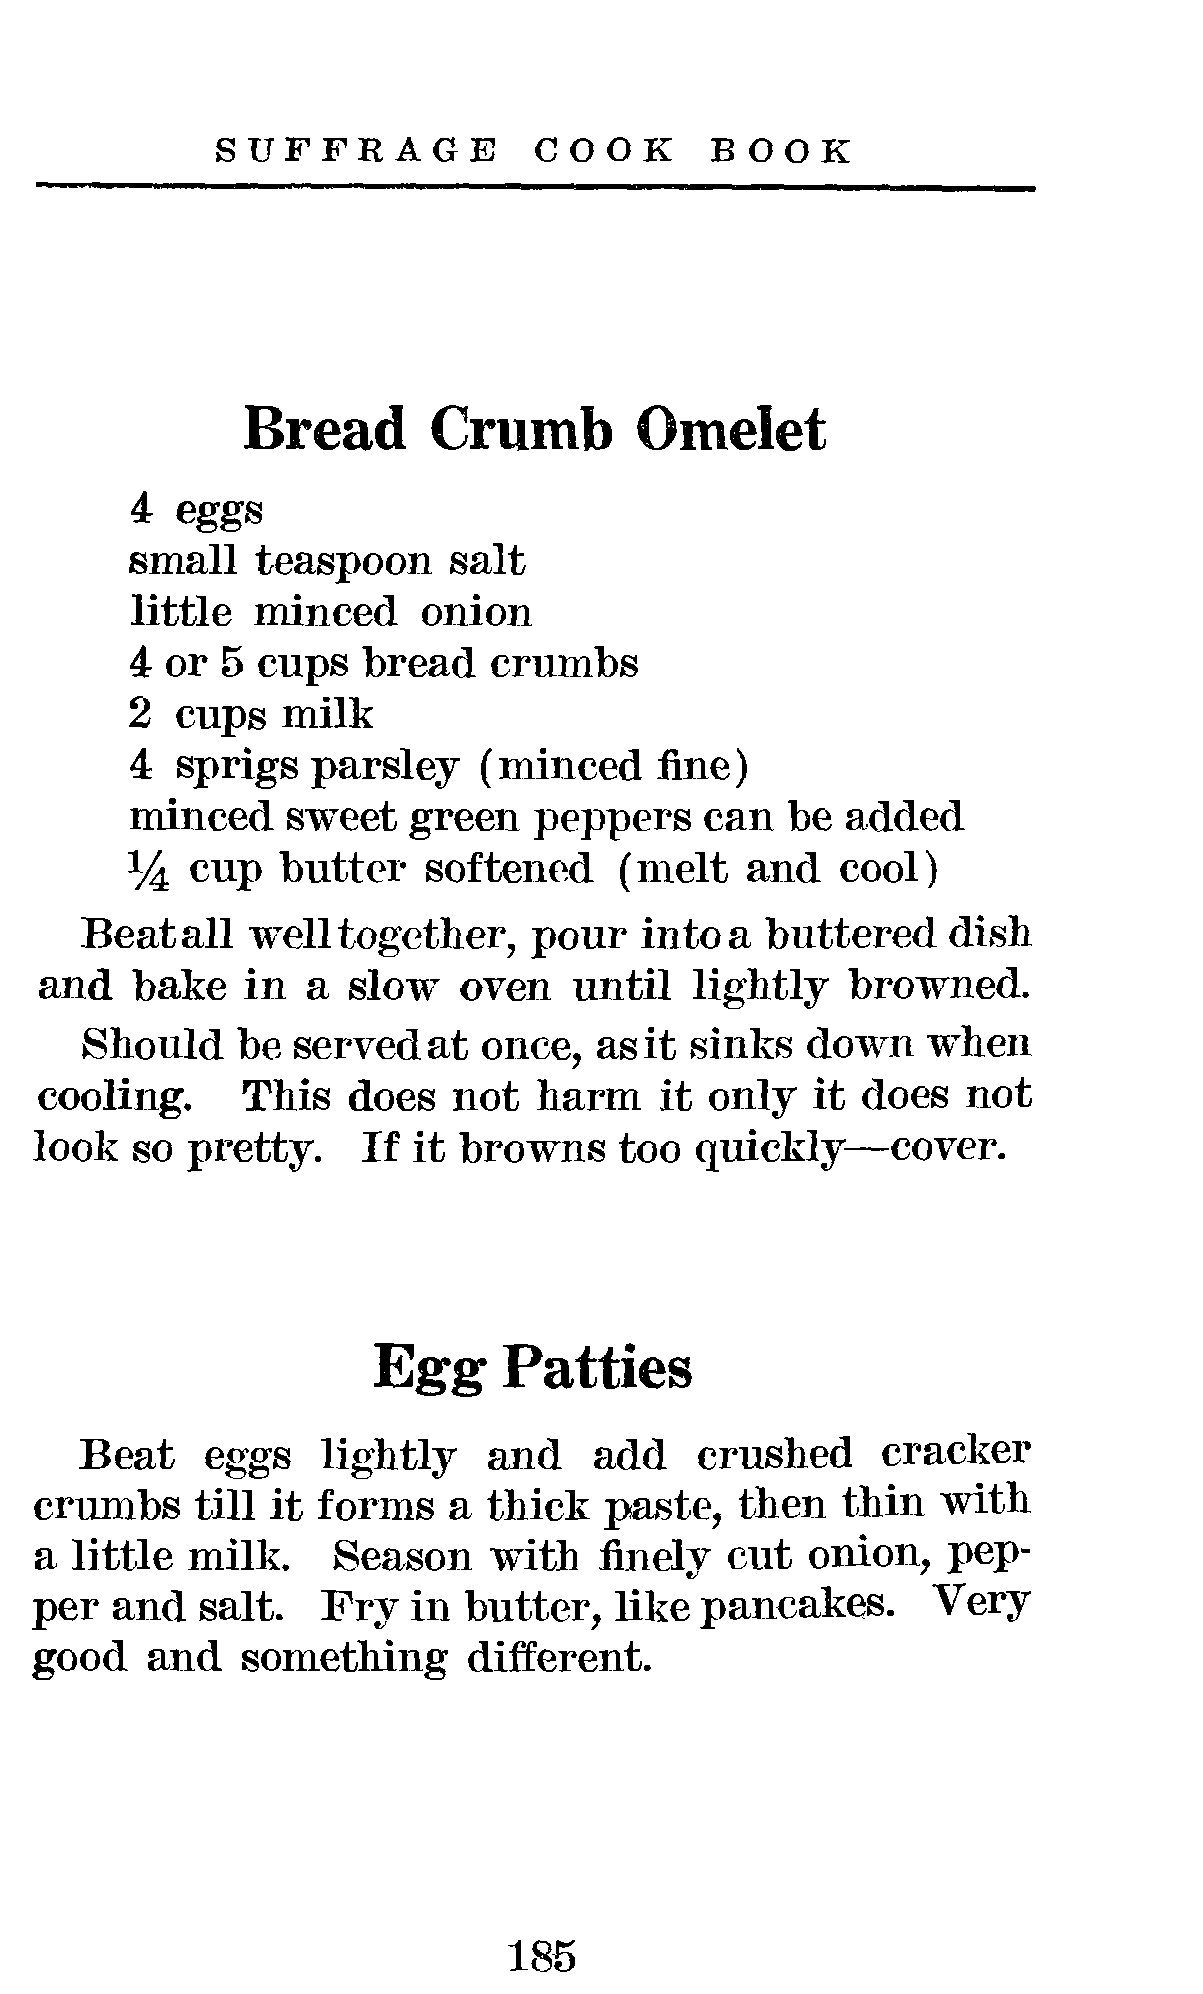 SUFFRAGE COOK BOOK
Bread Crumb Omelet
4 eggs
small teaspoon salt
little minced onion
4 or 5 cups bread crumbs
2 cups milk
4 sprigs parsley (minced fine)
minced sweet green peppers can be added
¼ cup butter softened (melt and cool)
Beat all well together, pour into a buttered dish
and bake in a slow oven until lightly browned.
Should be served at once, as it sinks down when
cooling. This does not harm it only it does not
look so pretty. If it browns too quickly—cover.
Egg Patties
Beat eggs lightly and add crushed cracker
crumbs till it forms a thick paste, then thin with
a little milk. Season with finely cut onion, pep-
per and salt. Fry in butter, like pancakes. Very
good and something different.
185